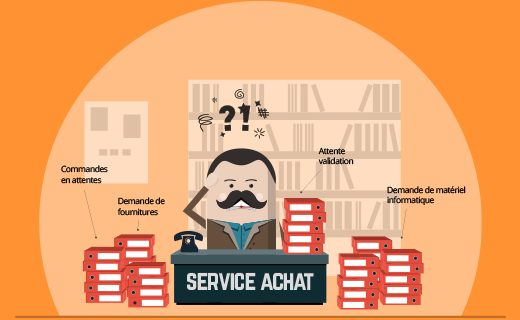 ?!
Attente
validation
Commandes
en attentes
Demande de matériel
informatique
Demande de
fournitures
SERVICE ACHAT